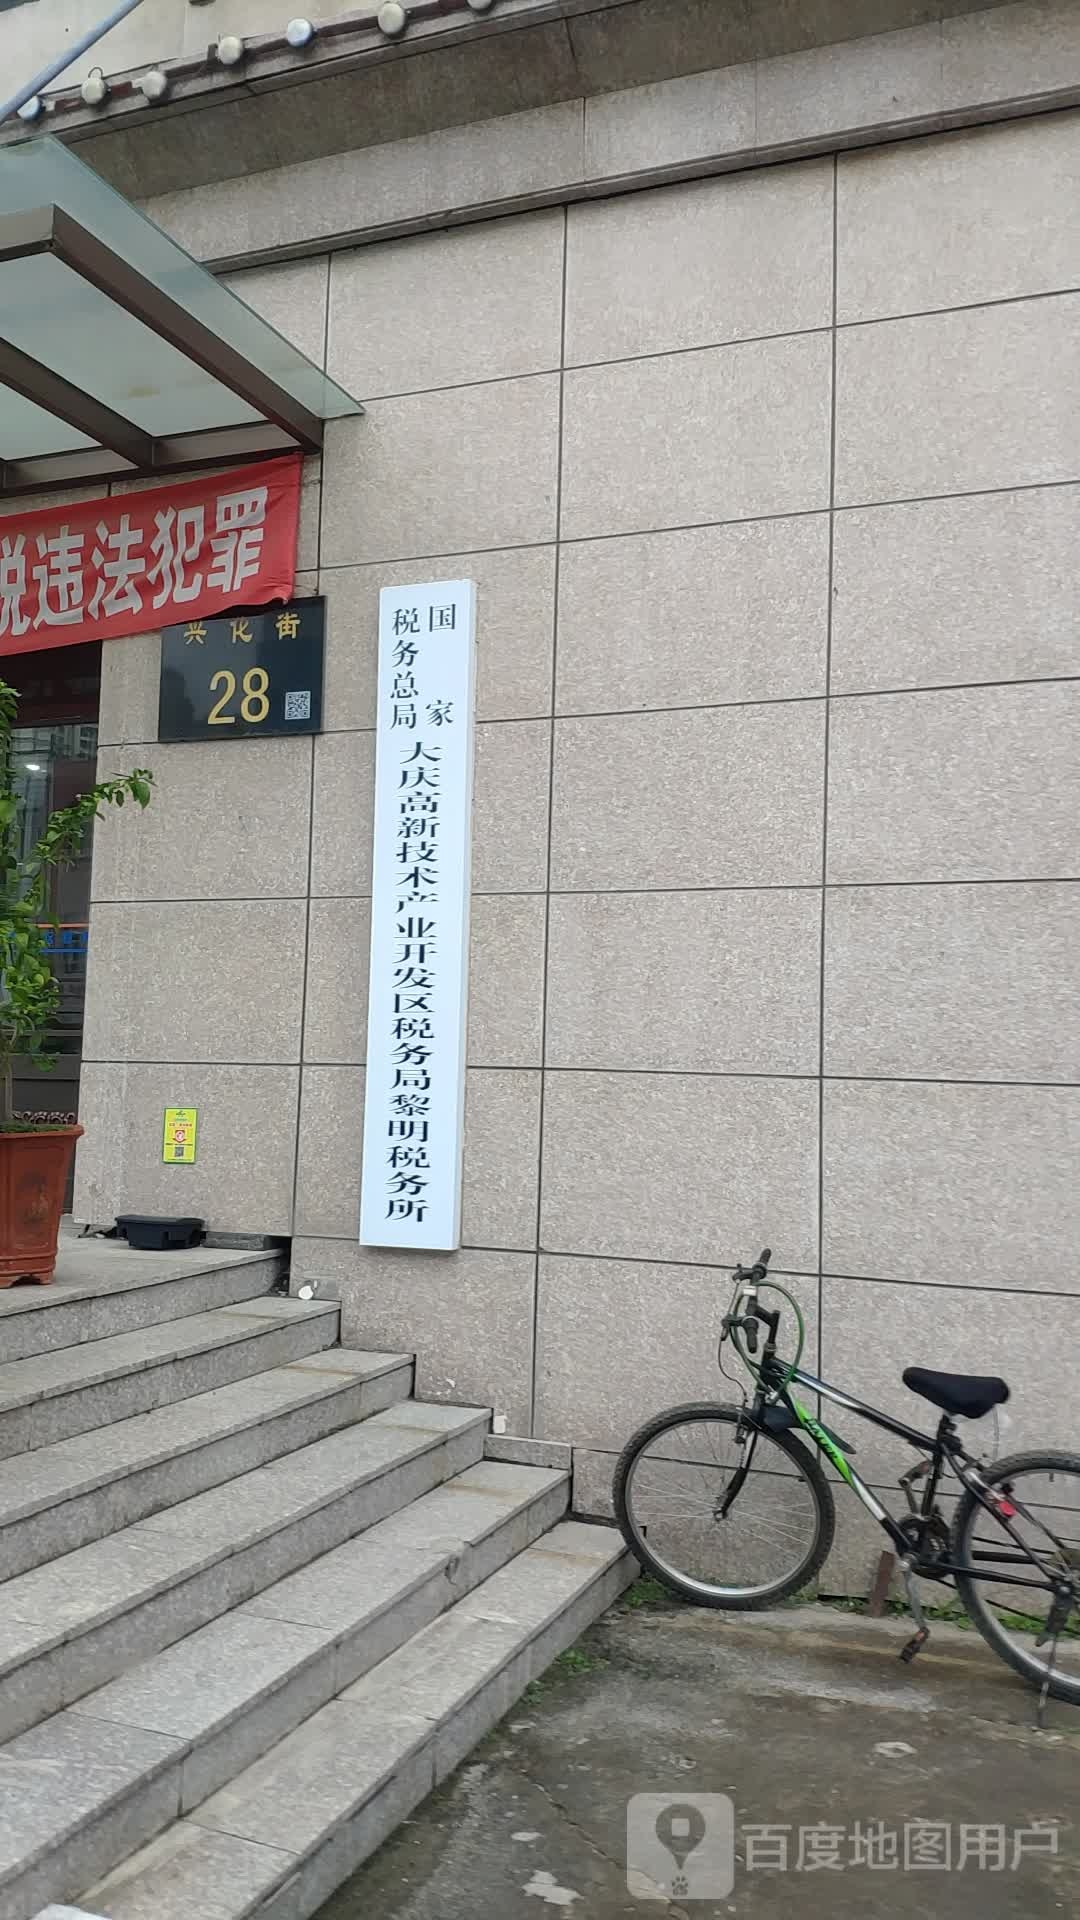 税违法犯罪
兴化街
28
国家
税务总局
大庆高新技术产业开发区税务局黎明税务所
百度地图用户